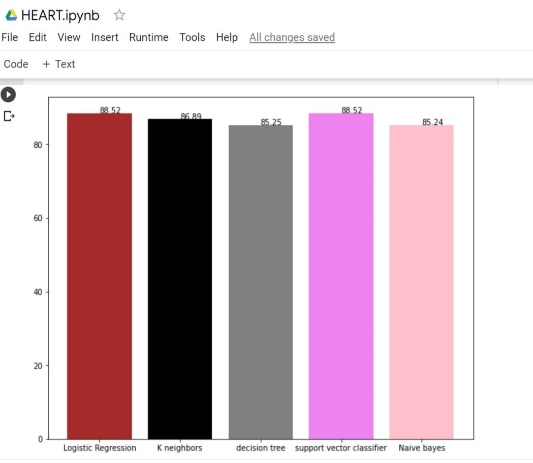 HEART.ipynb
File Edit View Insert Runtime Tools Help All changes saved
Code + Text
88.52 86.89 85.25 88.52 85.24
80
60
40
20
0
Logistic Regression K neighbors decision tree support vector classifier Naive bayes